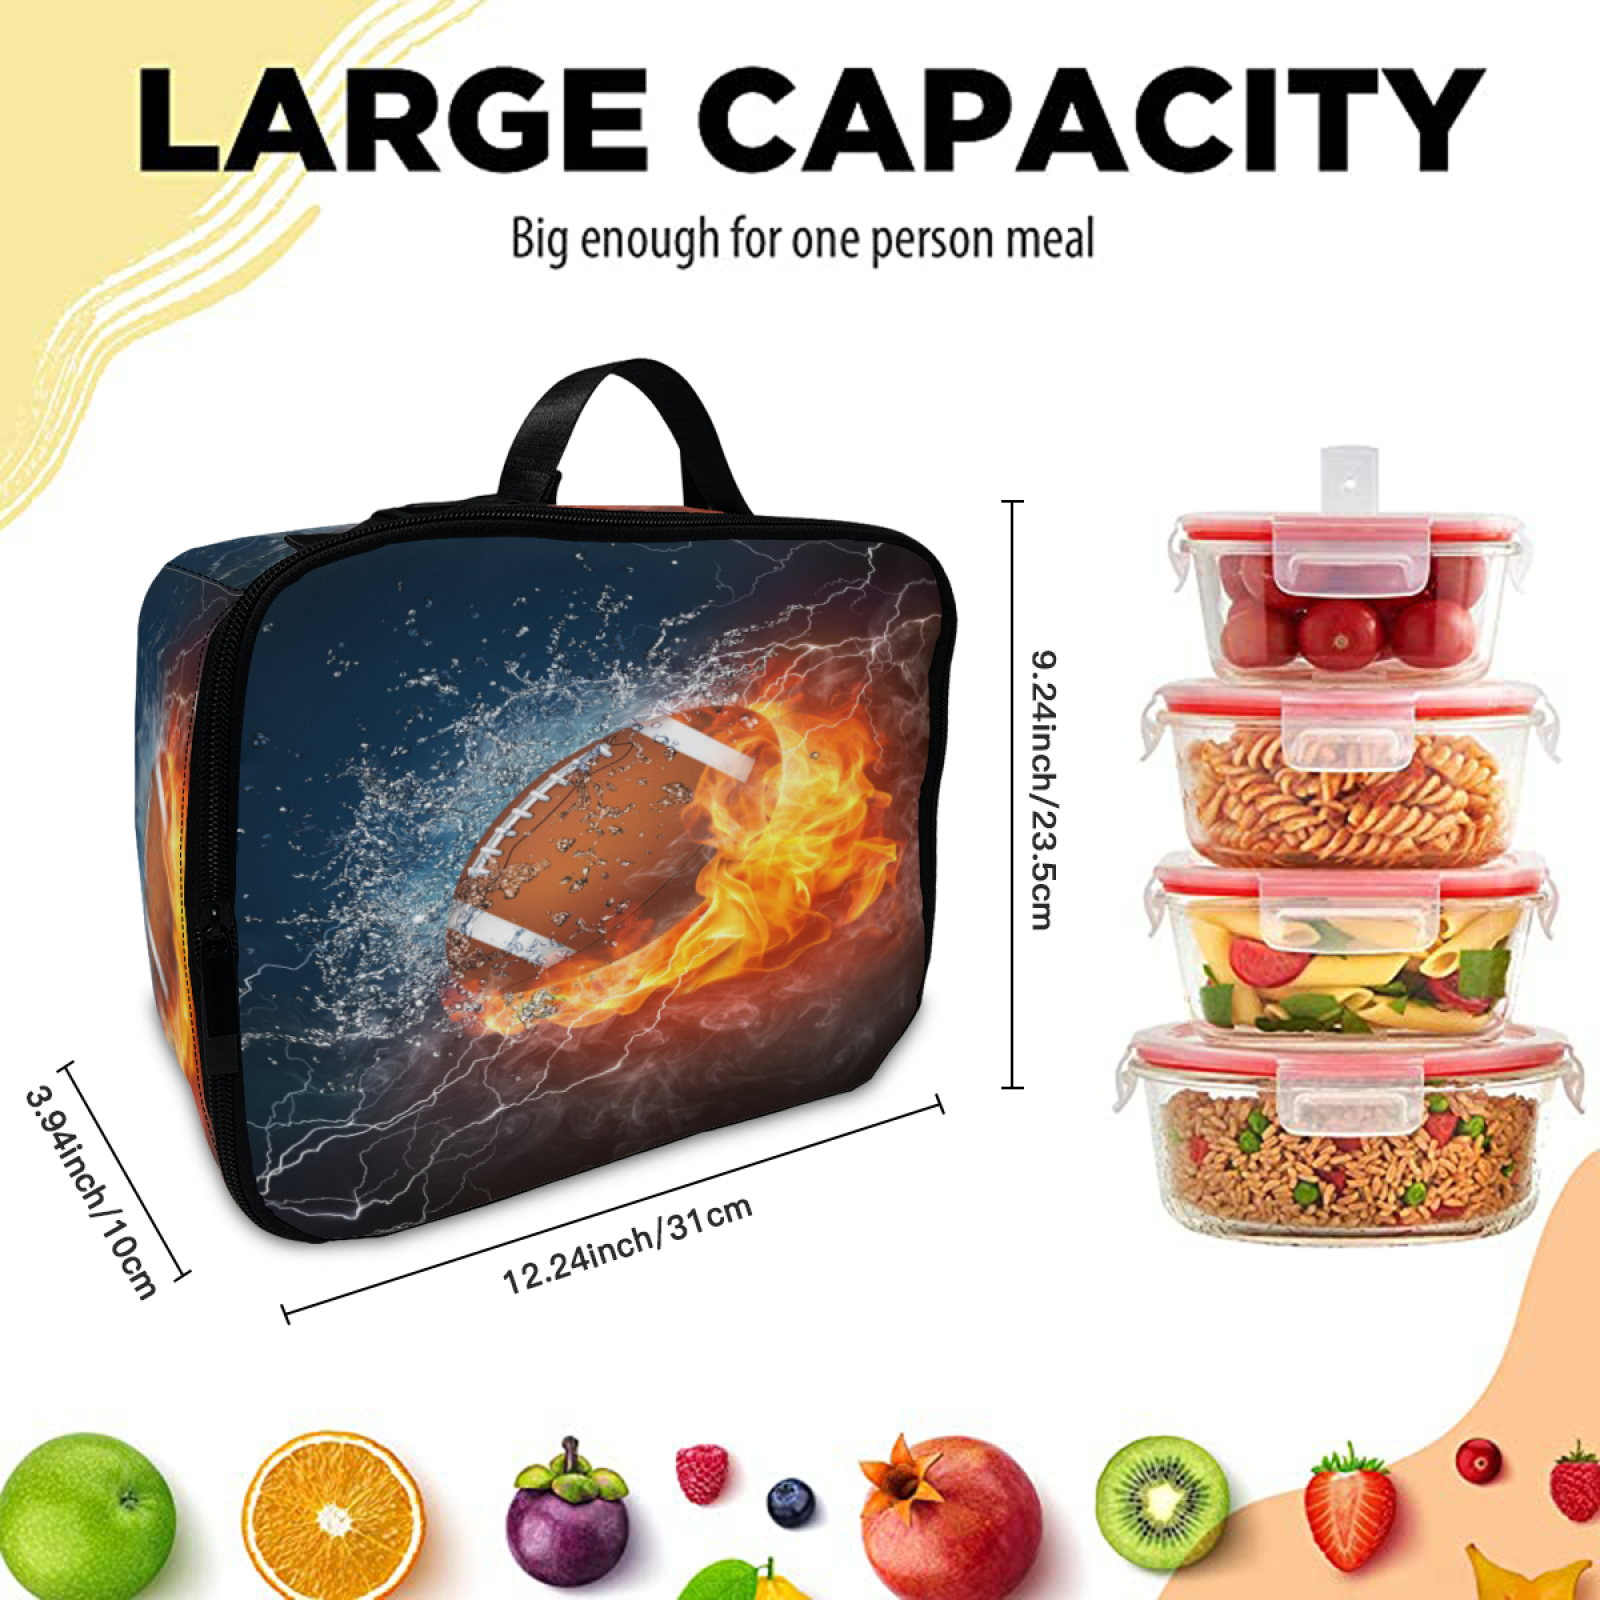 LARGE CAPACITY
Big enough for one person meal
9.24inch/23.5cm
3.94inch/10cm
12.24inch/31cm